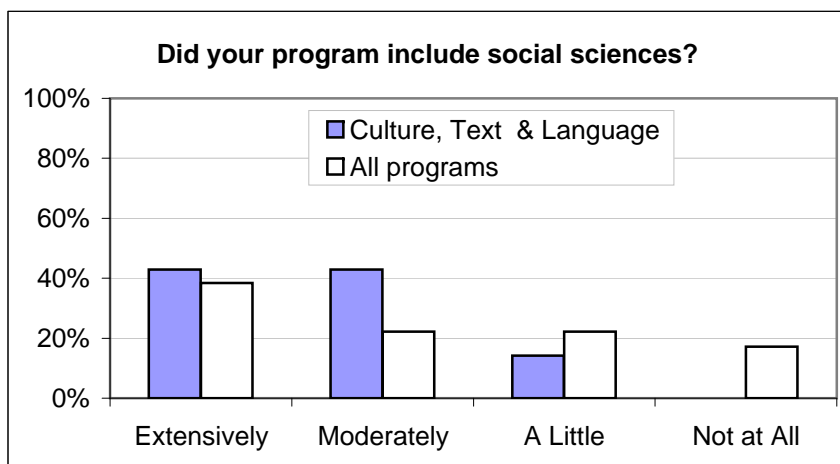 Did your program include social sciences?
100%
80%
60%
40%
20%
0%
Culture, Text & Language
All programs
Extensively Moderately A Little Not at All